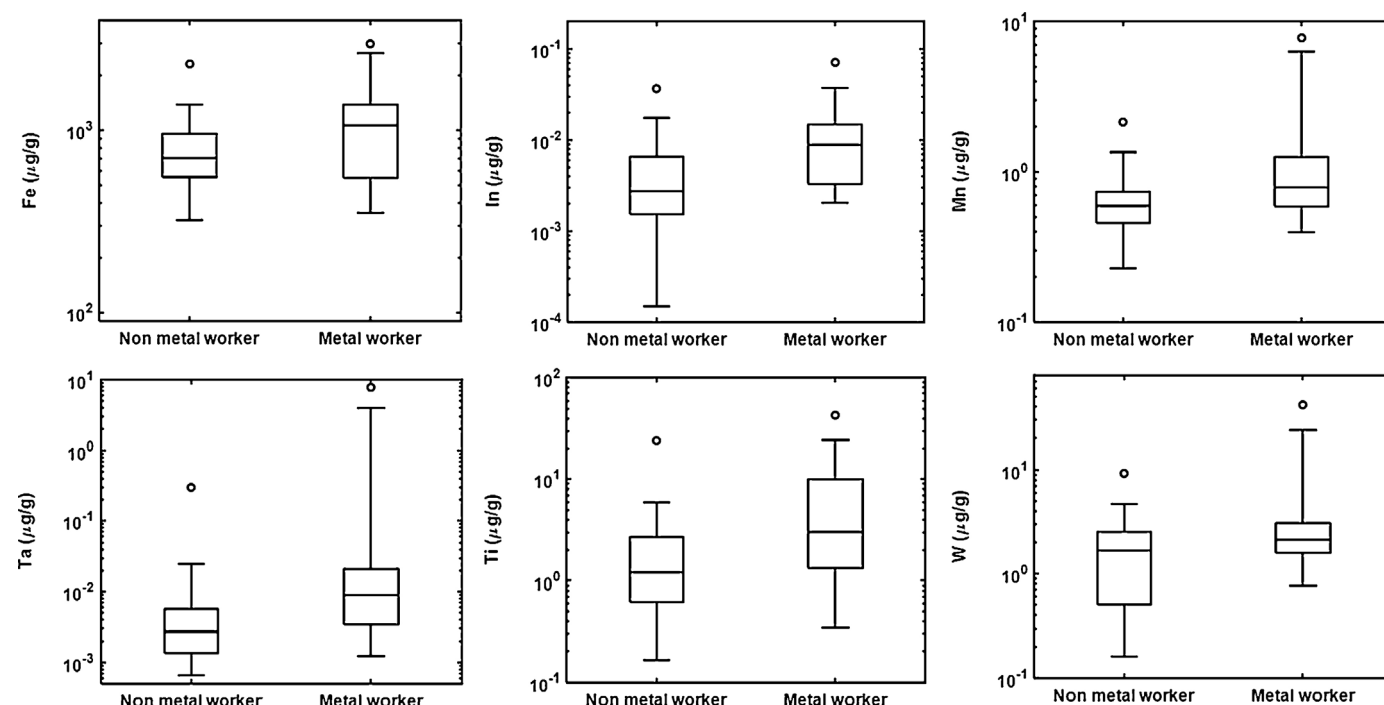 Fe (μg/g)
10³
10²
Non metal worker
Metal worker
In (μg/g)
10⁻¹
10⁻²
10⁻³
10⁻⁴
Non metal worker
Metal worker
Mn (μg/g)
10¹
10⁰
10⁻¹
Non metal worker
Metal worker
Ta (μg/g)
10¹
10⁰
10⁻¹
10⁻²
10⁻³
Non metal worker
Metal worker
Ti (μg/g)
10²
10¹
10⁰
10⁻¹
Non metal worker
Metal worker
W (μg/g)
10¹
10⁰
10⁻¹
Non metal worker
Metal worker